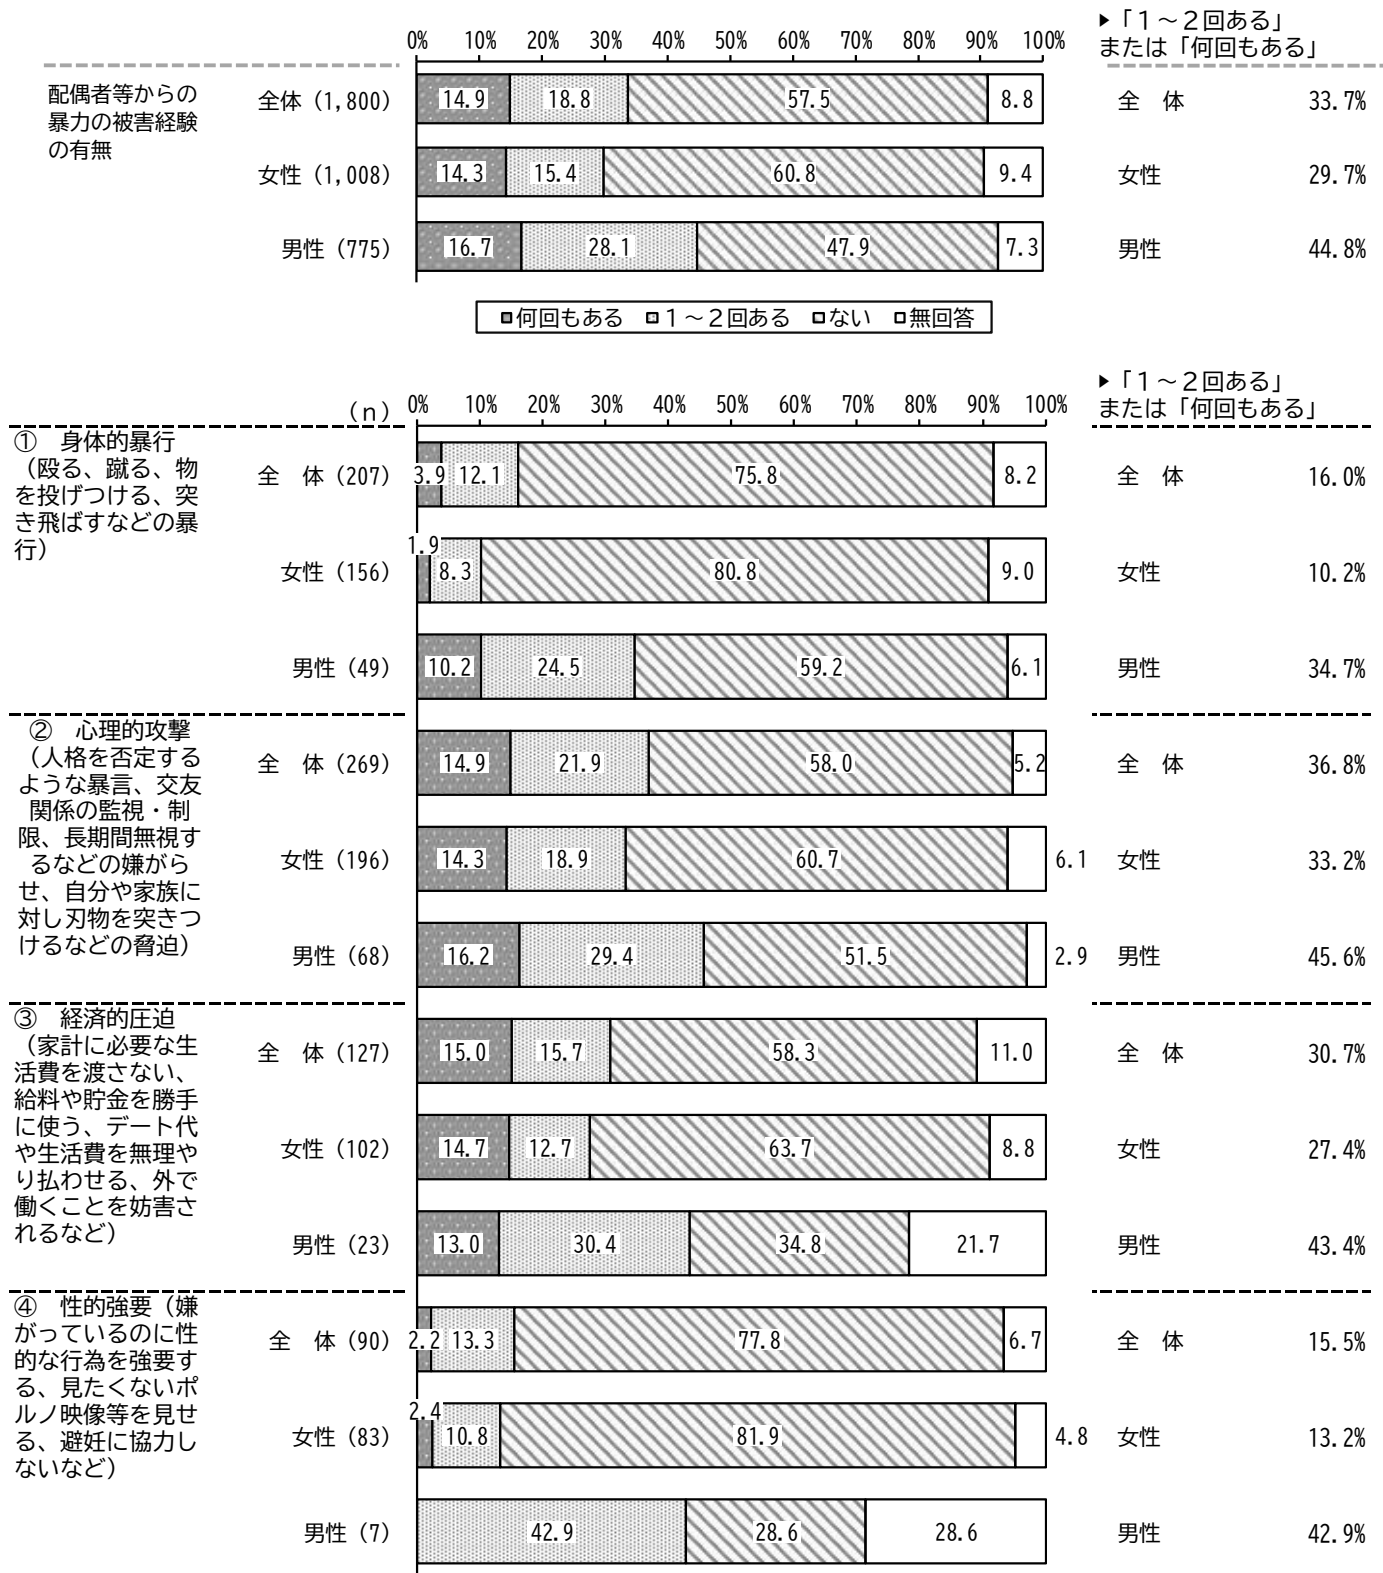 ▶「１～２回ある」
または「何回もある」
0% 10% 20% 30% 40% 50% 60% 70% 80% 90% 100%
配偶者等からの
暴力の被害経験
の有無
全体（1,800） 14.9 18.8 57.5 8.8 全　体 33.7%
女性（1,008） 14.3 15.4 60.8 9.4 女性 29.7%
男性（775） 16.7 28.1 47.9 7.3 男性 44.8%
何回もある １～２回ある ない 無回答
▶「１～２回ある」
または「何回もある」
（n） 0% 10% 20% 30% 40% 50% 60% 70% 80% 90% 100%
①　身体的暴行
（殴る、蹴る、物
を投げつける、突
き飛ばすなどの暴
行）
全　体（207） 3.9 12.1 75.8 8.2 全　体 16.0%
女性（156） 1.9 8.3 80.8 9.0 女性 10.2%
男性（49） 10.2 24.5 59.2 6.1 男性 34.7%
②　心理的攻撃
（人格を否定する
ような暴言、交友
関係の監視・制
限、長期間無視す
るなどの嫌がら
せ、自分や家族に
対し刃物を突きつ
けるなどの脅迫）
全　体（269） 14.9 21.9 58.0 5.2 全　体 36.8%
女性（196） 14.3 18.9 60.7 6.1 女性 33.2%
男性（68） 16.2 29.4 51.5 2.9 男性 45.6%
③　経済的圧迫
（家計に必要な生
活費を渡さない、
給料や貯金を勝手
に使う、デート代
や生活費を無理や
り払わせる、外で
働くことを妨害さ
れるなど）
全　体（127） 15.0 15.7 58.3 11.0 全　体 30.7%
女性（102） 14.7 12.7 63.7 8.8 女性 27.4%
男性（23） 13.0 30.4 34.8 21.7 男性 43.4%
④　性的強要（嫌
がっているのに性
的な行為を強要す
る、見たくないポ
ルノ映像等を見せ
る、避妊に協力し
ないなど）
全　体（90） 2.2 13.3 77.8 6.7 全　体 15.5%
女性（83） 2.4 10.8 81.9 4.8 女性 13.2%
男性（7） 42.9 28.6 28.6 男性 42.9%